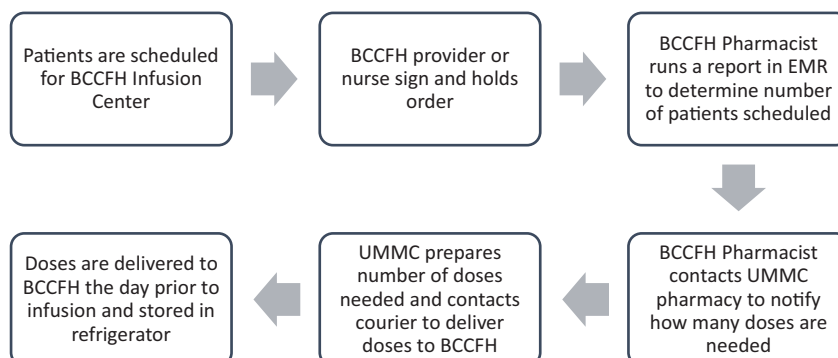 Patients are scheduled
for BCCFH Infusion
Center
BCCFH provider or
nurse sign and holds
order
BCCFH Pharmacist
runs a report in EMR
to determine number
of patients scheduled
BCCFH Pharmacist
contacts UMMC
pharmacy to notify
how many doses are
needed
UMMC prepares
number of doses
needed and contacts
courier to deliver
doses to BCCFH
Doses are delivered to
BCCFH the day prior to
infusion and stored in
refrigerator